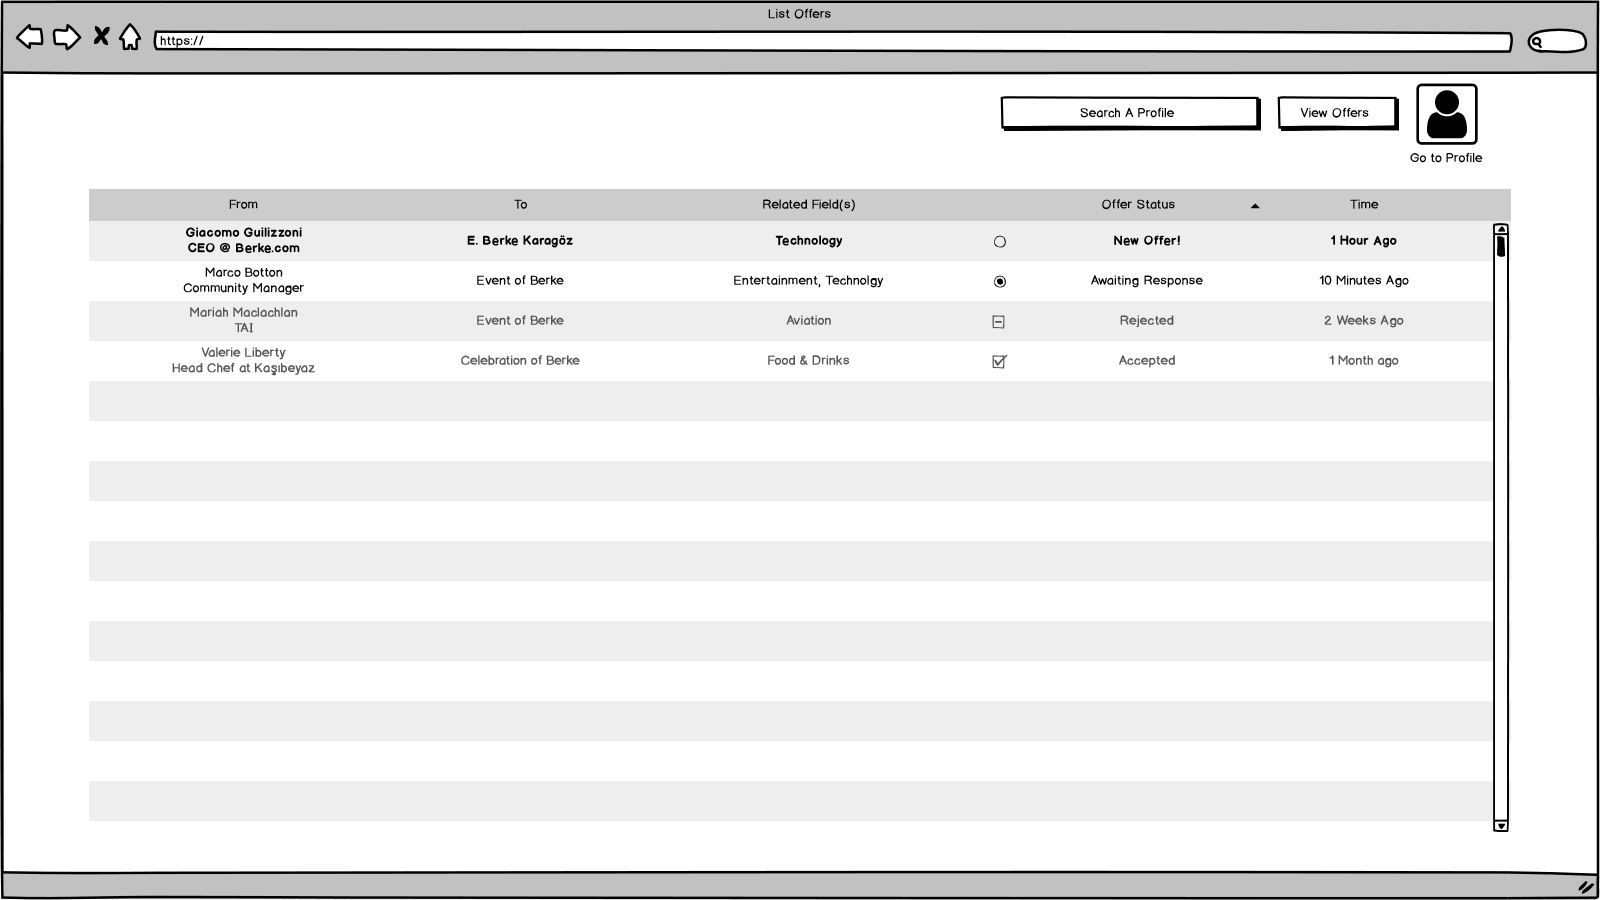 List Offers
https://
Search A Profile
View Offers
Go to Profile
From To Related Field(s) Offer Status Time
Giacomo Guilizzoni
CEO @ Berke.com
E. Berke Karagöz
Technology
New Offer!
1 Hour Ago
Marco Botton
Community Manager
Event of Berke
Entertainment, Technolgy
Awaiting Response
10 Minutes Ago
Mariah Maclachlan
TAI
Event of Berke
Aviation
Rejected
2 Weeks Ago
Valerie Liberty
Head Chef at Kaşıbeyaz
Celebration of Berke
Food & Drinks
Accepted
1 Month ago